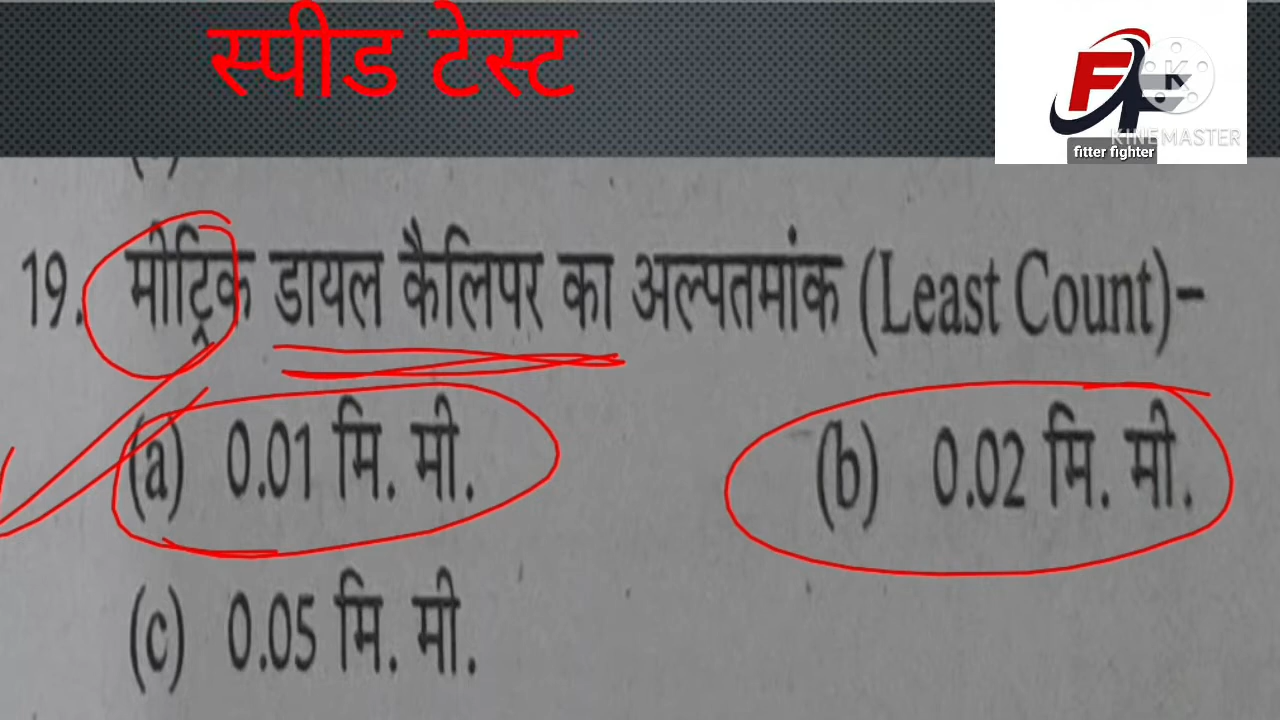 स्पीड टेस्ट
KINEMASTER
fitter fighter
19. मीट्रिक डायल कैलिपर का अल्पतमांक (Least Count)–
(a) 0.01 मि. मी.
(b) 0.02 मि. मी.
(c) 0.05 मि. मी.